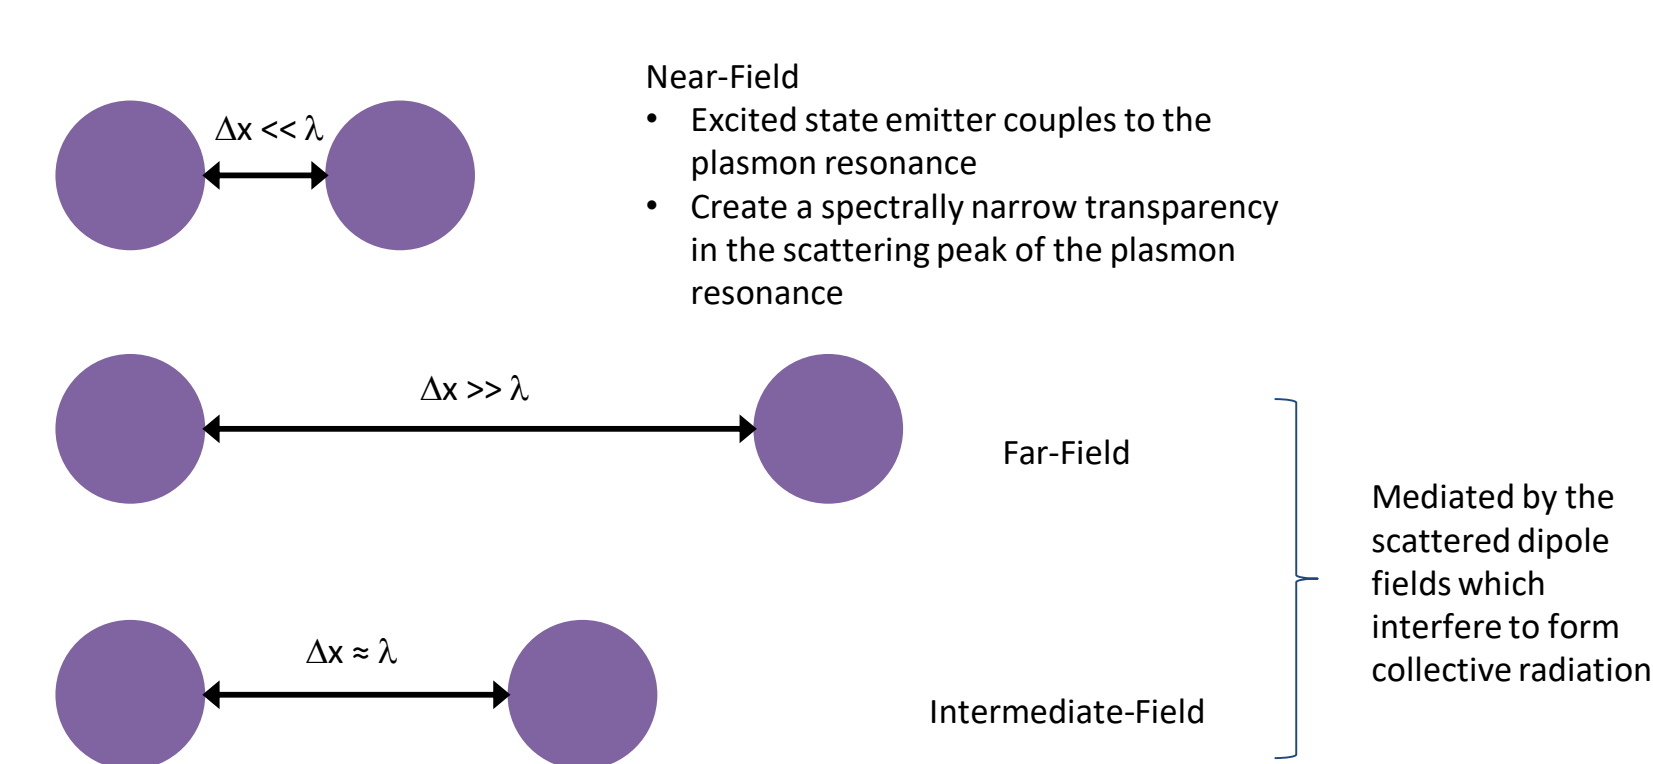 Near-Field
Δx << λ
• Excited state emitter couples to the
plasmon resonance
• Create a spectrally narrow transparency
in the scattering peak of the plasmon
resonance
Δx >> λ
Far-Field
Mediated by the
scattered dipole
fields which
interfere to form
collective radiation
Δx ≈ λ
Intermediate-Field